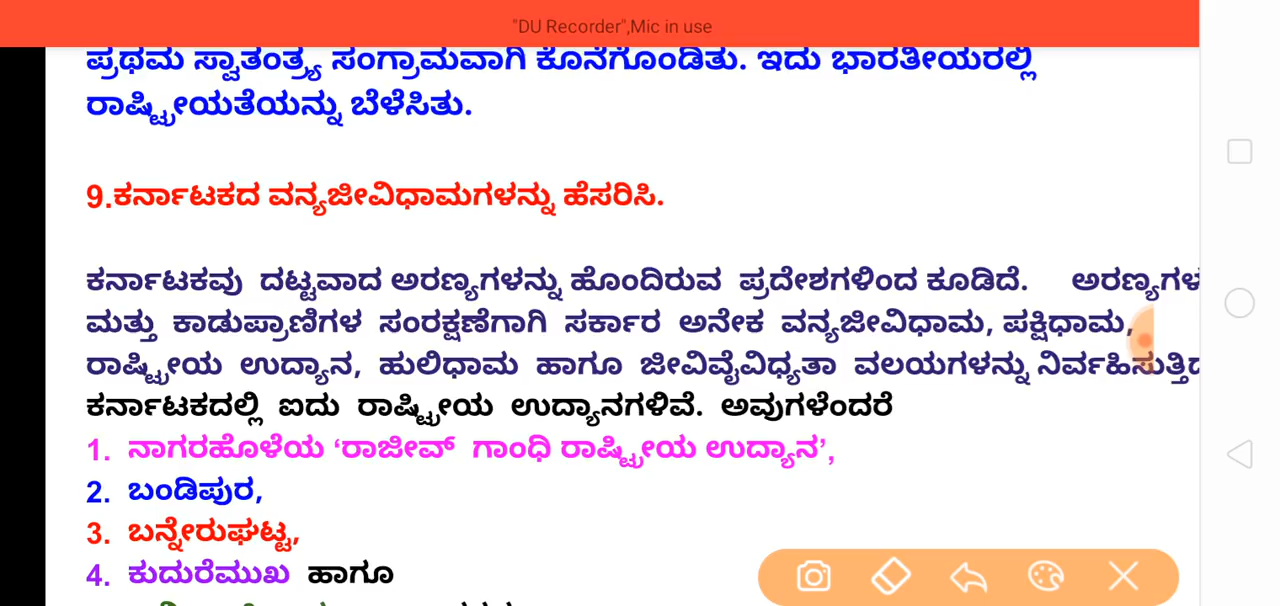 "DU Recorder",Mic in use
ಪ್ರಥಮ ಸ್ವಾತಂತ್ರ್ಯ ಸಂಗ್ರಾಮವಾಗಿ ಕೊನೆಗೊಂಡಿತು. ಇದು ಭಾರತೀಯರಲ್ಲಿ
ರಾಷ್ಟ್ರೀಯತೆಯನ್ನು ಬೆಳೆಸಿತು.
9.ಕರ್ನಾಟಕದ ವನ್ಯಜೀವಿಧಾಮಗಳನ್ನು ಹೆಸರಿಸಿ.
ಕರ್ನಾಟಕವು ದಟ್ಟವಾದ ಅರಣ್ಯಗಳನ್ನು ಹೊಂದಿರುವ ಪ್ರದೇಶಗಳಿಂದ ಕೂಡಿದೆ. ಅರಣ್ಯಗಳ
ಮತ್ತು ಕಾಡುಪ್ರಾಣಿಗಳ ಸಂರಕ್ಷಣೆಗಾಗಿ ಸರ್ಕಾರ ಅನೇಕ ವನ್ಯಜೀವಿಧಾಮ, ಪಕ್ಷಿಧಾಮ,
ರಾಷ್ಟ್ರೀಯ ಉದ್ಯಾನ, ಹುಲಿಧಾಮ ಹಾಗೂ ಜೀವಿವೈವಿಧ್ಯತಾ ವಲಯಗಳನ್ನು
ಕರ್ನಾಟಕದಲ್ಲಿ ಐದು ರಾಷ್ಟ್ರೀಯ ಉದ್ಯಾನಗಳಿವೆ. ಅವುಗಳೆಂದರೆ
1. ನಾಗರಹೊಳೆಯ ‘ರಾಜೀವ್ ಗಾಂಧಿ ರಾಷ್ಟ್ರೀಯ ಉದ್ಯಾನ’,
2. ಬಂಡಿಪುರ,
3. ಬನ್ನೇರುಘಟ್ಟ,
4. ಕುದುರೆಮುಖ ಹಾಗೂ